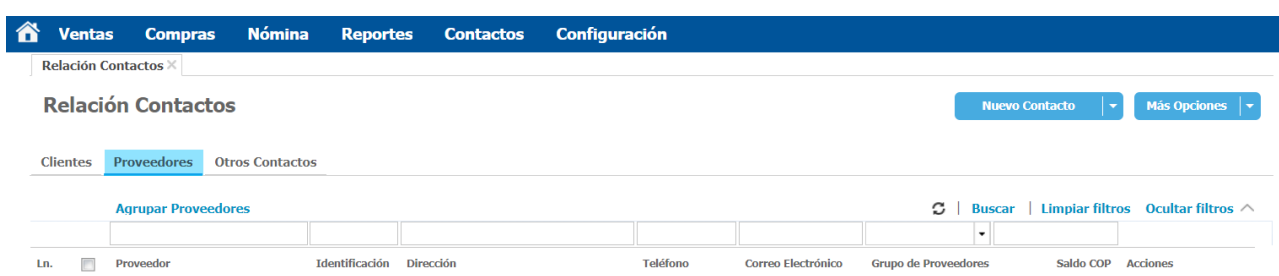 Ventas Compras Nómina Reportes Contactos Configuración
Relación Contactos
Relación Contactos Nuevo Contacto Más Opciones
Clientes Proveedores Otros Contactos
Agrupar Proveedores Buscar Limpiar filtros Ocultar filtros
Ln. Proveedor Identificación Dirección Teléfono Correo Electrónico Grupo de Proveedores Saldo COP Acciones